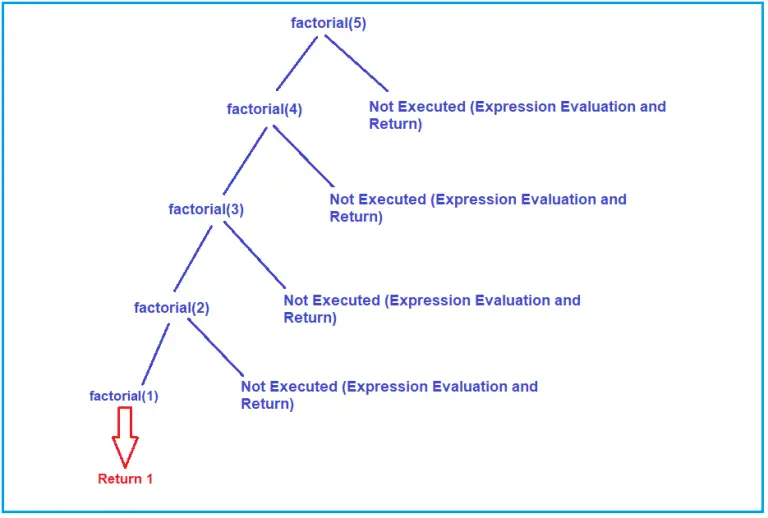 factorial(5)
factorial(4)
Not Executed (Expression Evaluation and
Return)
factorial(3)
Not Executed (Expression Evaluation and
Return)
factorial(2)
Not Executed (Expression Evaluation and
Return)
factorial(1)
Not Executed (Expression Evaluation and
Return)
Return 1